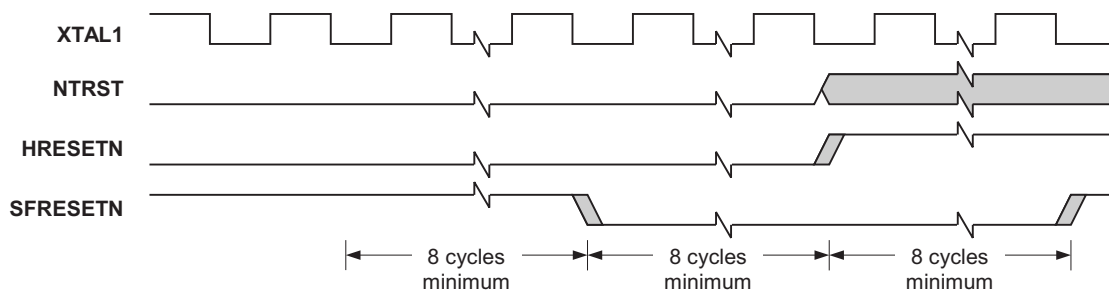 XTAL1
NTRST
HRESETN
SFRESETN
8 cycles
minimum
8 cycles
minimum
8 cycles
minimum